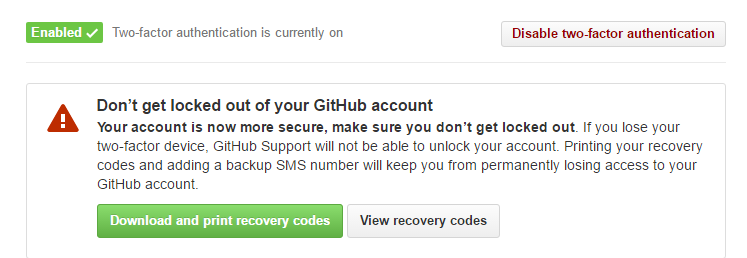 Enabled ✓ Two-factor authentication is currently on Disable two-factor authentication
Don’t get locked out of your GitHub account
Your account is now more secure, make sure you don’t get locked out. If you lose your
two-factor device, GitHub Support will not be able to unlock your account. Printing your recovery
codes and adding a backup SMS number will keep you from permanently losing access to your
GitHub account.
Download and print recovery codes View recovery codes